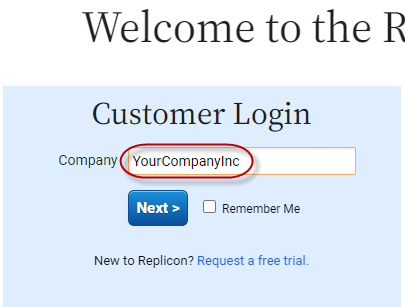 Welcome to the R
Customer Login
Company YourCompanyInc
Next > Remember Me
New to Replicon? Request a free trial.